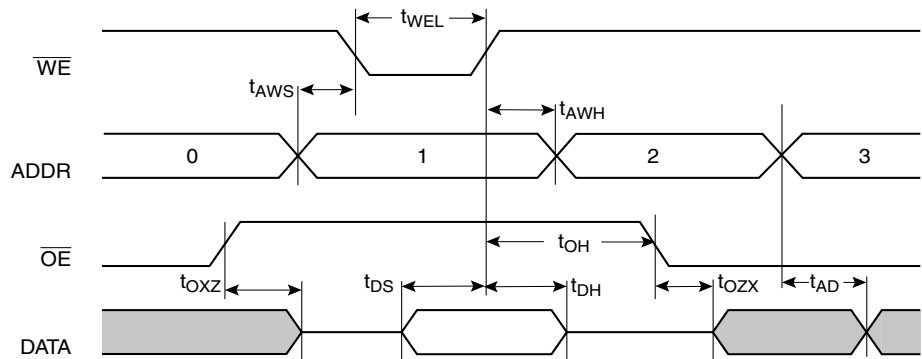 tWEL
WE
tAWS
tAWH
ADDR
0
1
2
3
OE
tOH
tOXZ
tDS
tDH
tOZX
tAD
DATA